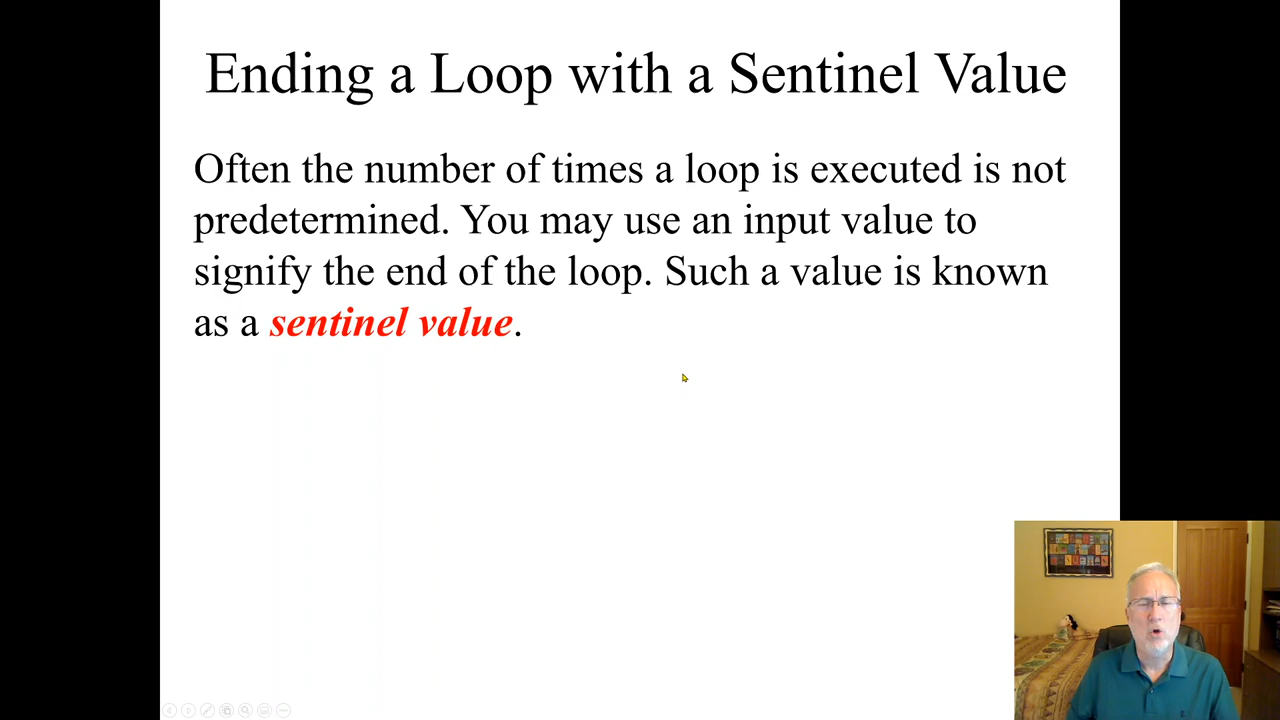 Ending a Loop with a Sentinel Value
Often the number of times a loop is executed is not
predetermined. You may use an input value to
signify the end of the loop. Such a value is known
as a sentinel value.